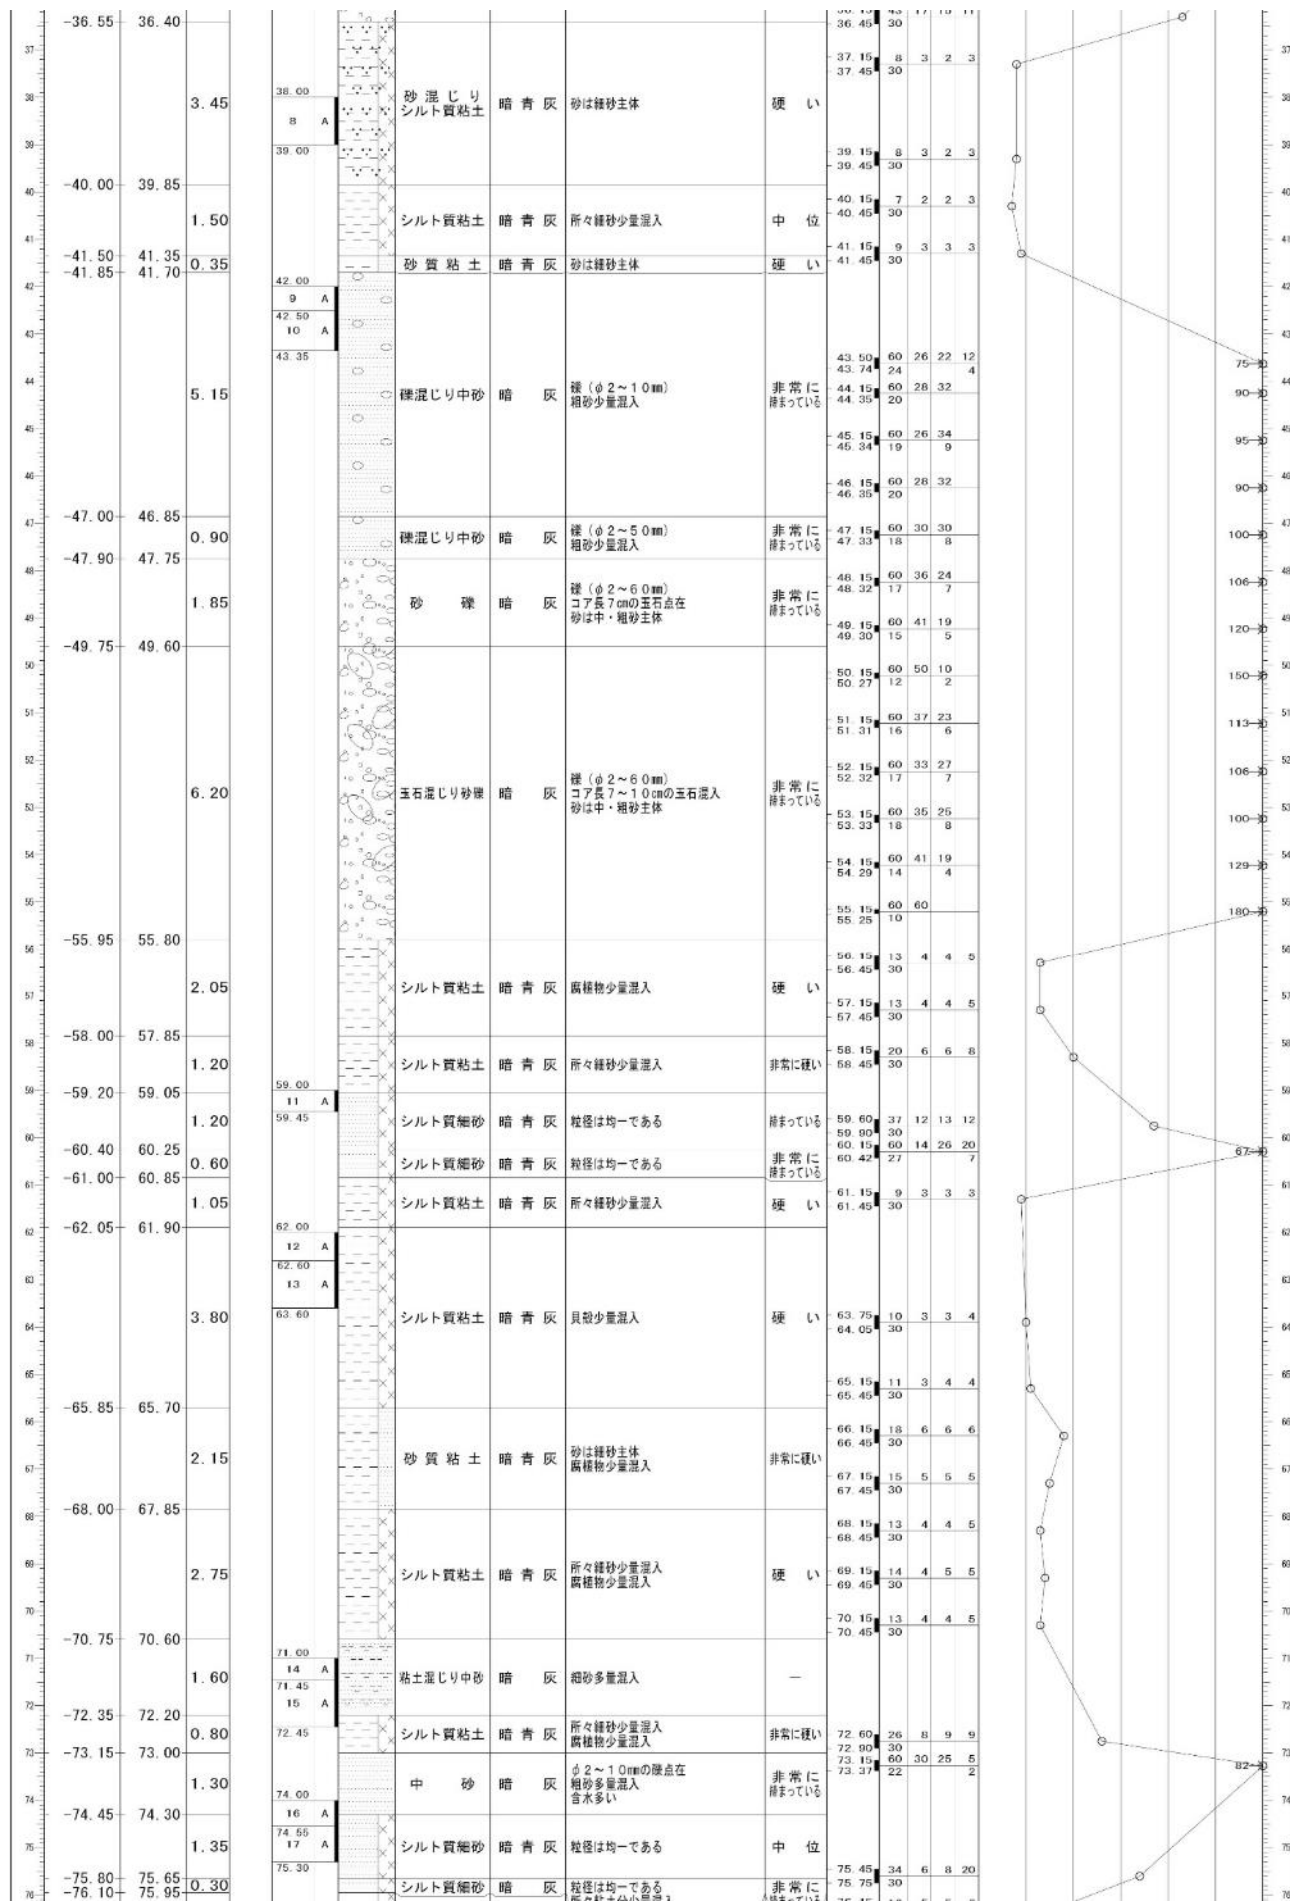 -36.55 36.40
36.45 30
37.15 8 3 2 3
37.45 30
38.00
8 A
39.00
3.45 砂混じり シルト質粘土 暗青灰 砂は細砂主体 硬い
39.15 8 3 2 3
39.45 30
-40.00 39.85
40.15 7 2 2 3
40.45 30
1.50 シルト質粘土 暗青灰 所々細砂少量混入 中位
41.15 9 3 3 3
41.45 30
-41.50 41.35
0.35 砂質粘土 暗青灰 砂は細砂主体 硬い
-41.85 41.70
42.00
9 A
42.50
10 A
43.35
43.50 60 26 22 12
43.74 24 4
75
5.15 礫混じり中砂 暗灰 礫（φ2～10㎜） 非常に
粗砂少量混入 締まっている
44.15 60 28 32
44.35 20
90
45.15 60 26 34
45.34 19 9
95
46.15 60 28 32
46.35 20
90
-47.00 46.85
0.90 礫混じり中砂 暗灰 礫（φ2～50㎜） 非常に
粗砂少量混入 締まっている
47.15 60 30 30
47.33 18 8
100
-47.90 47.75
48.15 60 36 24
48.32 17 7
106
1.85 砂礫 暗灰 礫（φ2～60㎜） 非常に
コア長7㎝の玉石点在 締まっている
砂は中・粗砂主体
49.15 60 41 19
49.30 15 5
120
-49.75 49.60
50.15 60 50 10
50.27 12 2
150
51.15 60 37 23
51.31 16 6
113
52.15 60 33 27
52.32 17 7
106
6.20 玉石混じり砂礫 暗灰 礫（φ2～60㎜） 非常に
コア長7～10㎝の玉石混入 締まっている
砂は中・粗砂主体
53.15 60 35 25
53.33 18 8
100
54.15 60 41 19
54.29 14 4
129
55.15 60 60
55.25 10
180
-55.95 55.80
56.15 13 4 4 5
56.45 30
2.05 シルト質粘土 暗青灰 腐植物少量混入 硬い
57.15 13 4 4 5
57.45 30
-58.00 57.85
58.15 20 6 6 8
58.45 30
1.20 シルト質粘土 暗青灰 所々細砂少量混入 非常に硬い
-59.20 59.05
59.00
11 A
59.45
1.20 シルト質細砂 暗青灰 粒径は均一である 締まっている
59.60 37 12 13 12
59.90 30
-60.40 60.25
60.15 60 14 26 20
60.42 27 7
67
0.60 シルト質細砂 暗青灰 粒径は均一である 非常に
締まっている
-61.00 60.85
61.15 9 3 3 3
61.45 30
1.05 シルト質粘土 暗青灰 所々細砂少量混入 硬い
-62.05 61.90
62.00
12 A
62.60
13 A
63.60
63.75 10 3 3 4
64.05 30
3.80 シルト質粘土 暗青灰 貝殻少量混入 硬い
65.15 11 3 4 4
65.45 30
-65.85 65.70
66.15 18 6 6 6
66.45 30
2.15 砂質粘土 暗青灰 砂は細砂主体 非常に硬い
腐植物少量混入
67.15 15 5 5 5
67.45 30
-68.00 67.85
68.15 13 4 4 5
68.45 30
2.75 シルト質粘土 暗青灰 所々細砂少量混入 硬い
腐植物少量混入
69.15 14 4 5 5
69.45 30
70.15 13 4 4 5
70.45 30
-70.75 70.60
71.00
14 A
71.45
15 A
72.45
1.60 粘土混じり中砂 暗灰 細砂多量混入 －
-72.35 72.20
0.80 シルト質粘土 暗青灰 所々細砂少量混入 非常に硬い
腐植物少量混入
72.60 26 8 9 9
72.90 30
-73.15 73.00
73.15 60 30 25 5
73.37 22 2
82
1.30 中砂 暗灰 φ2～10㎜の礫点在 非常に
粗砂多量混入 締まっている
含水多い
-74.45 74.30
74.00
16 A
74.55
17 A
75.30
1.35 シルト質細砂 暗青灰 粒径は均一である 中位
75.45 34 6 8 20
75.75 30
-75.80 75.65
0.30 シルト質細砂 暗灰 粒径は均一である 非常に
-76.10 75.95
37
38
39
40
41
42
43
44
45
46
47
48
49
50
51
52
53
54
55
56
57
58
59
60
61
62
63
64
65
66
67
68
69
70
71
72
73
74
75
76